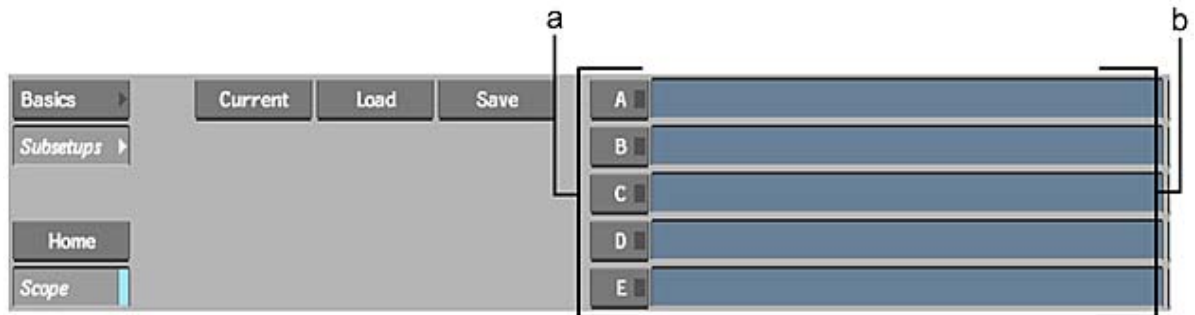 a
b
Basics
Current
Load
Save
A
Subsetups
B
C
Home
D
Scope
E